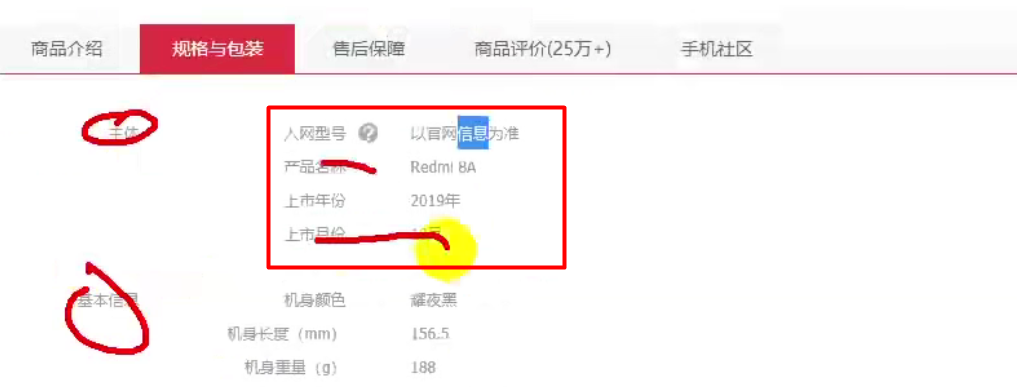 商品介绍 规格与包装 售后保障 商品评价(25万+) 手机社区
主体 入网型号 ? 以官网信息为准
产品名称 Redmi 8A
上市年份 2019年
上市月份
基本信息 机身颜色 耀夜黑
机身长度（mm） 156.5
机身重量（g） 188